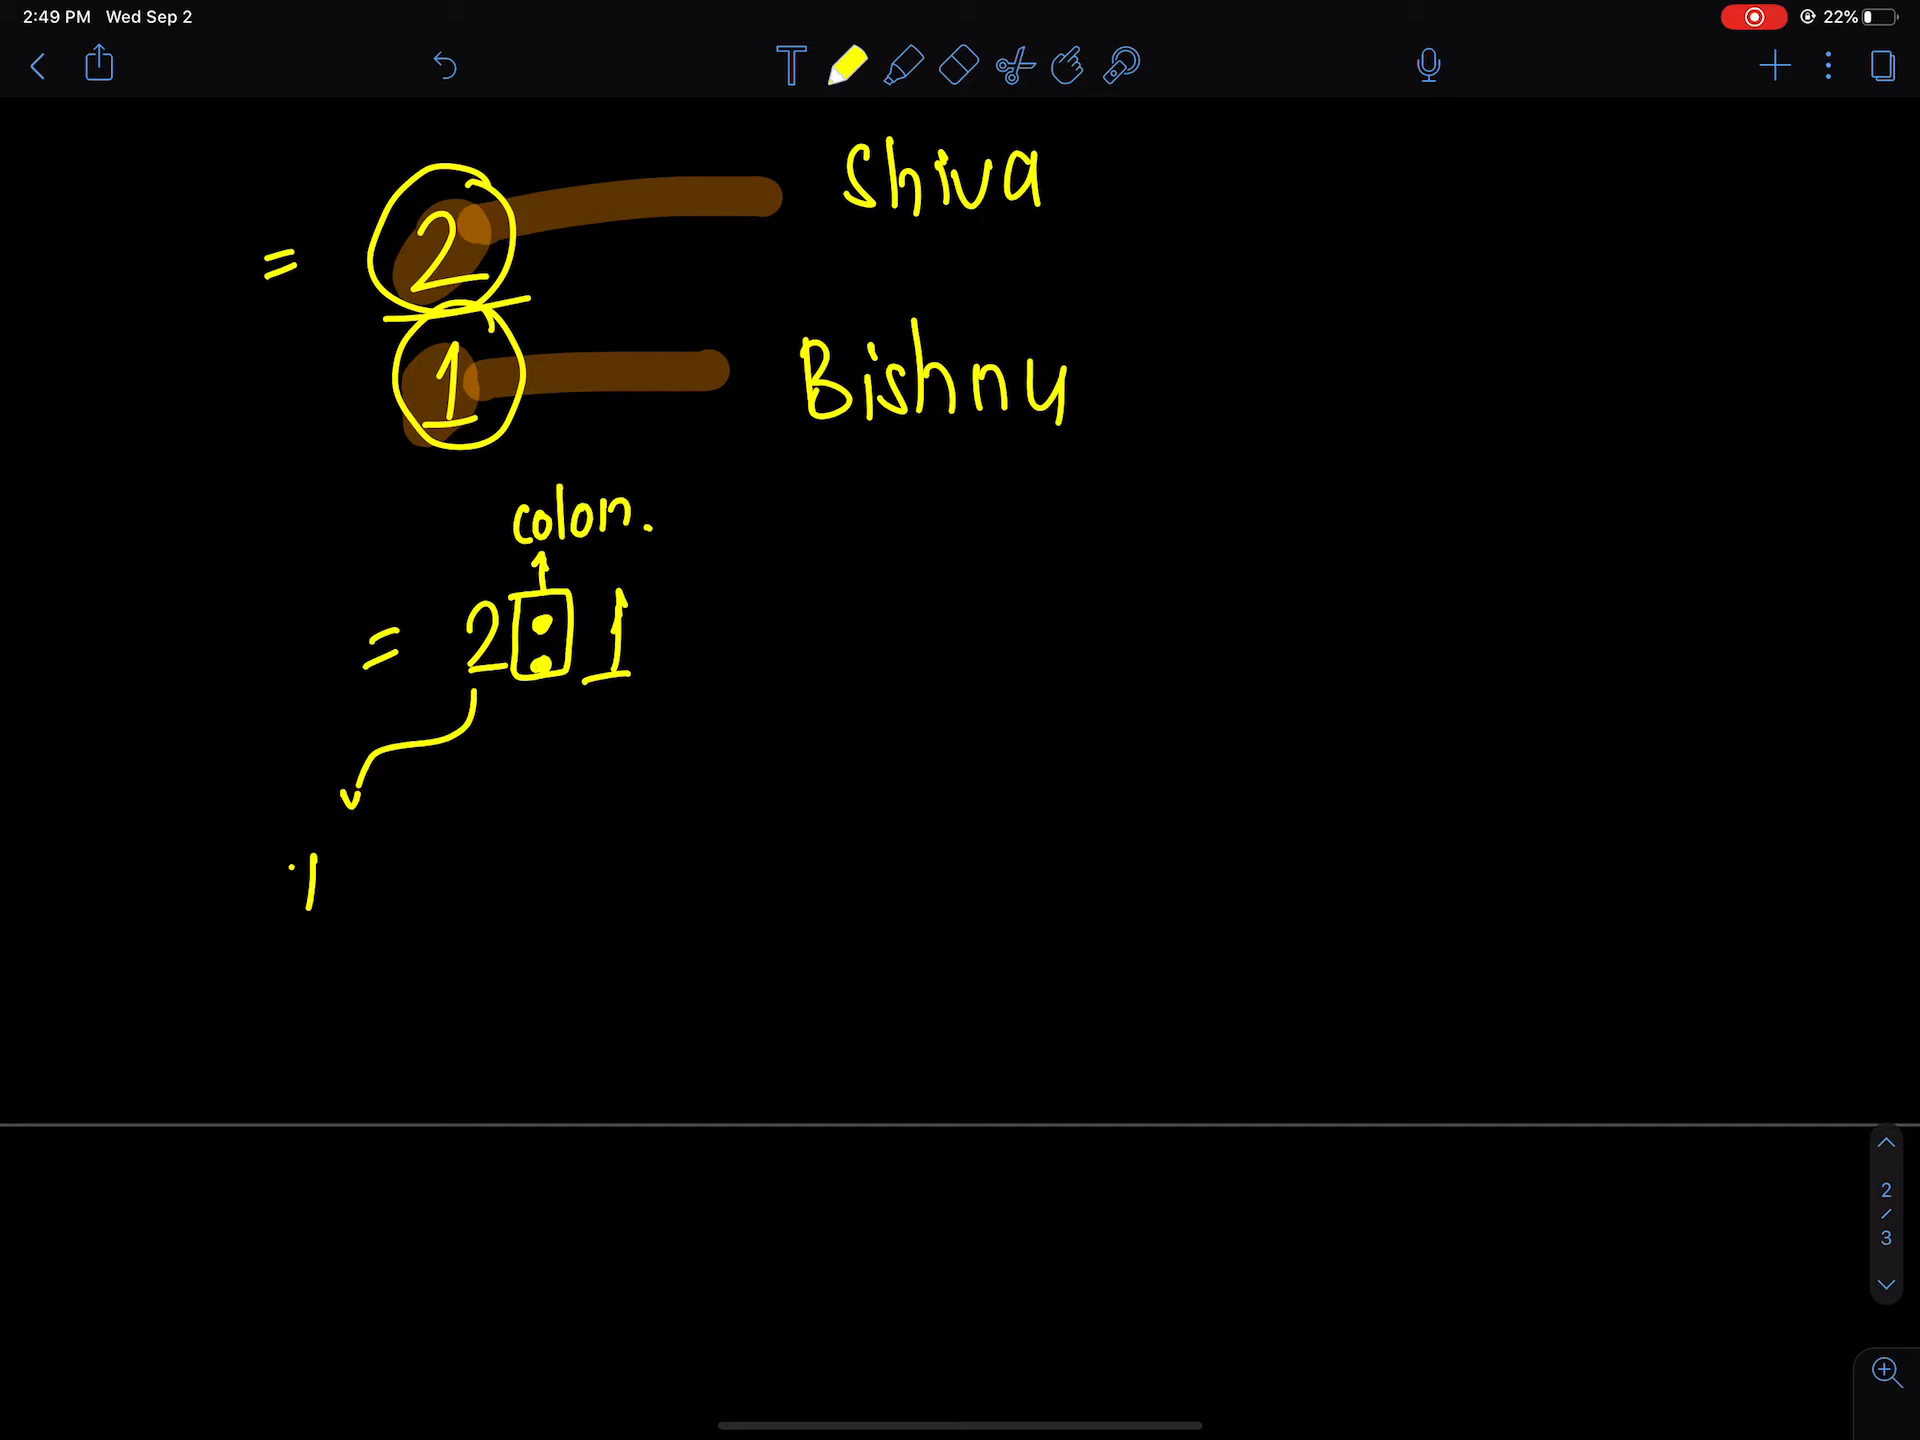 2:49 PM Wed Sep 2
22%
Shiva
= 2
1
Bishnu
colon.
= 2 : 1
2
/
3